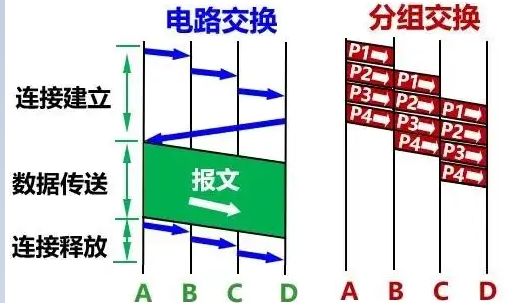 电路交换
分组交换
连接建立
数据传送
连接释放
报文
A B C D
P1
P2 P1
P3 P2 P1
P4 P3 P2
P4 P3
P4
A B C D